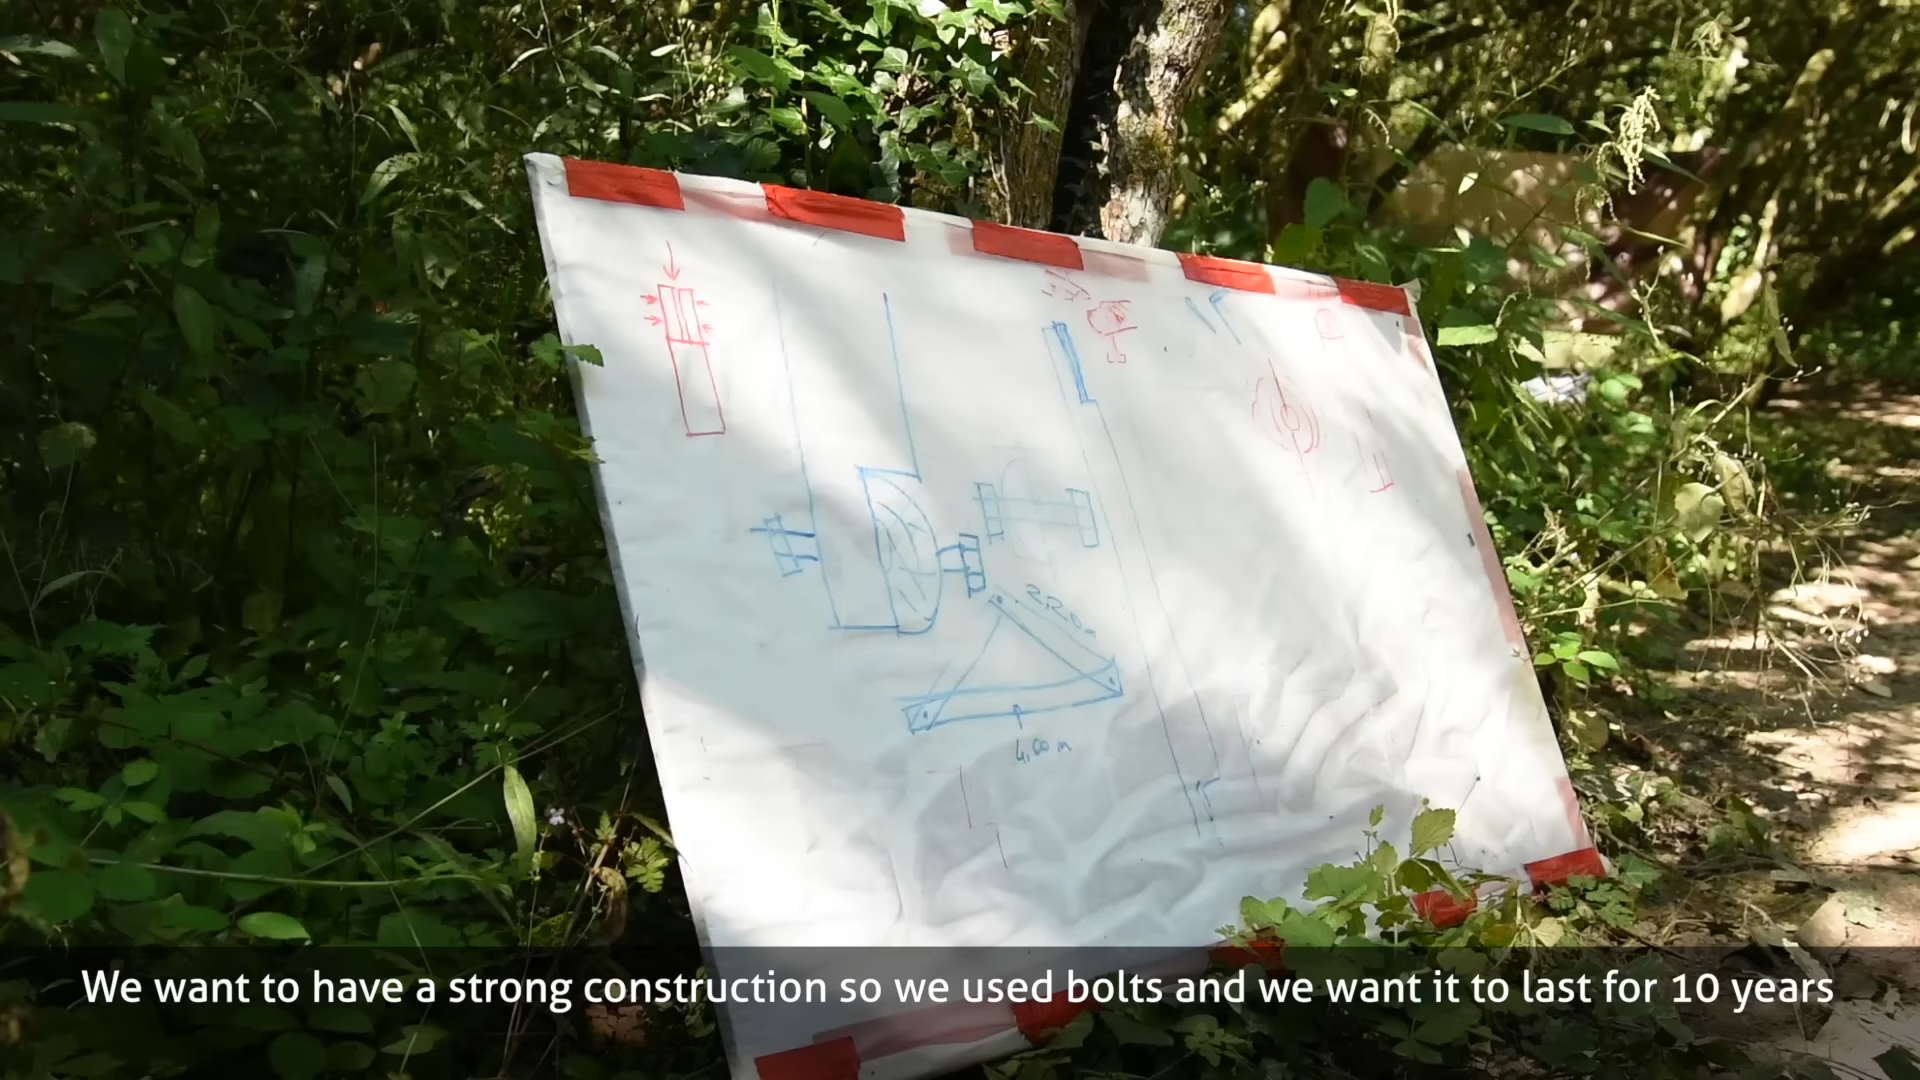 2,20m
4,00 m
We want to have a strong construction so we used bolts and we want it to last for 10 years